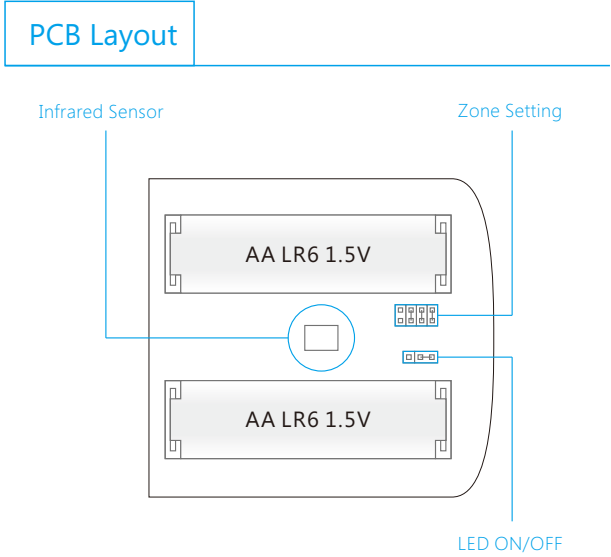 PCB Layout
Infrared Sensor
Zone Setting
AA LR6 1.5V
AA LR6 1.5V
LED ON/OFF